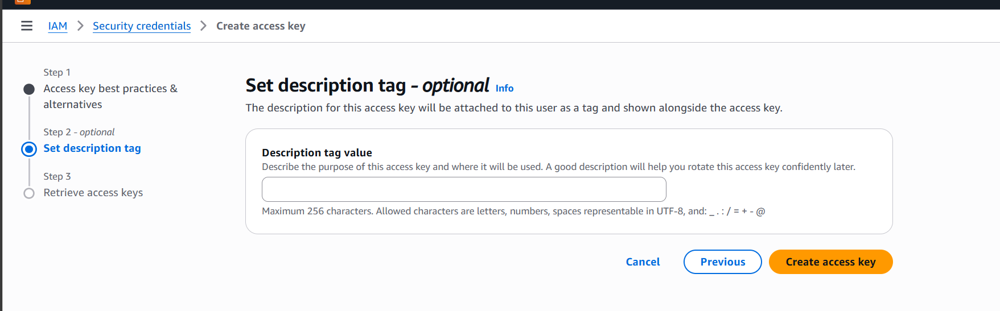 IAM > Security credentials > Create access key
Step 1
Access key best practices &
alternatives
Step 2 - optional
Set description tag
Step 3
Retrieve access keys
Set description tag - optional Info
The description for this access key will be attached to this user as a tag and shown alongside the access key.
Description tag value
Describe the purpose of this access key and where it will be used. A good description will help you rotate this access key confidently later.
Maximum 256 characters. Allowed characters are letters, numbers, spaces representable in UTF-8, and: _ . : / = + - @
Cancel Previous Create access key